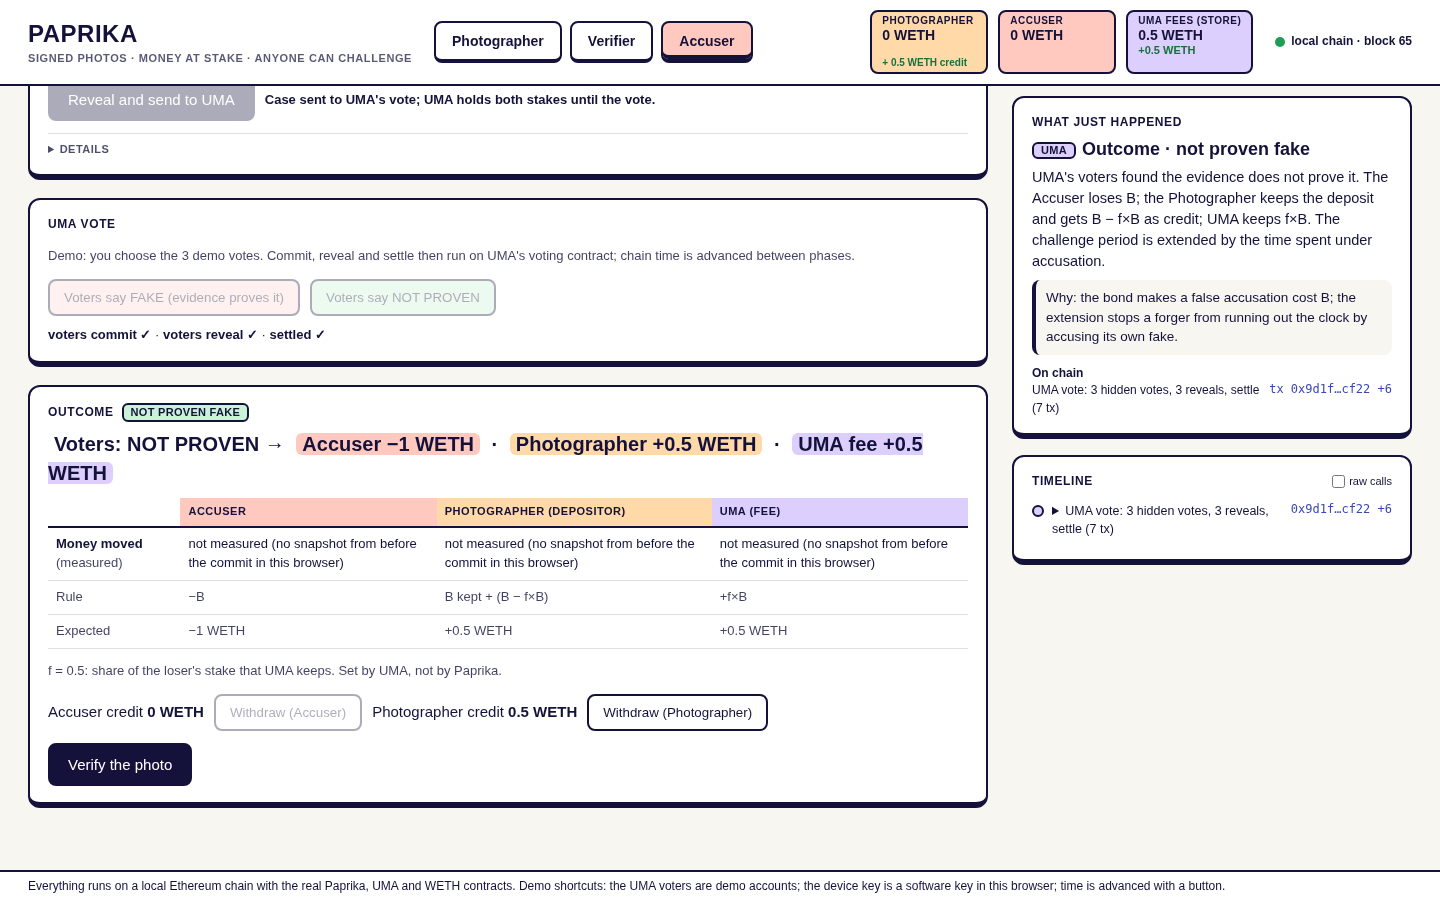 PAPRIKA
SIGNED PHOTOS · MONEY AT STAKE · ANYONE CAN CHALLENGE
Photographer
Verifier
Accuser
PHOTOGRAPHER
0 WETH
+ 0.5 WETH credit
ACCUSER
0 WETH
UMA FEES (STORE)
0.5 WETH
+0.5 WETH
local chain · block 65
Reveal and send to UMA
Case sent to UMA's vote; UMA holds both stakes until the vote.
▶ DETAILS
UMA VOTE
Demo: you choose the 3 demo votes. Commit, reveal and settle then run on UMA's voting contract; chain time is advanced between phases.
Voters say FAKE (evidence proves it)
Voters say NOT PROVEN
voters commit ✓ · voters reveal ✓ · settled ✓
OUTCOME NOT PROVEN FAKE
Voters: NOT PROVEN → Accuser −1 WETH · Photographer +0.5 WETH · UMA fee +0.5
WETH
ACCUSER PHOTOGRAPHER (DEPOSITOR) UMA (FEE)
Money moved not measured (no snapshot from before not measured (no snapshot from before the not measured (no snapshot from before
(measured) the commit in this browser) commit in this browser) the commit in this browser)
Rule −B B kept + (B − f×B) +f×B
Expected −1 WETH +0.5 WETH +0.5 WETH
f = 0.5: share of the loser's stake that UMA keeps. Set by UMA, not by Paprika.
Accuser credit 0 WETH Withdraw (Accuser) Photographer credit 0.5 WETH Withdraw (Photographer)
Verify the photo
WHAT JUST HAPPENED
UMA Outcome · not proven fake
UMA's voters found the evidence does not prove it. The
Accuser loses B; the Photographer keeps the deposit
and gets B − f×B as credit; UMA keeps f×B. The
challenge period is extended by the time spent under
accusation.
Why: the bond makes a false accusation cost B; the
extension stops a forger from running out the clock by
accusing its own fake.
On chain
UMA vote: 3 hidden votes, 3 reveals, settle tx 0x9d1f…cf22 +6
(7 tx)
TIMELINE
raw calls
▶ UMA vote: 3 hidden votes, 3 reveals, 0x9d1f…cf22 +6
settle (7 tx)
Everything runs on a local Ethereum chain with the real Paprika, UMA and WETH contracts. Demo shortcuts: the UMA voters are demo accounts; the device key is a software key in this browser; time is advanced with a button.